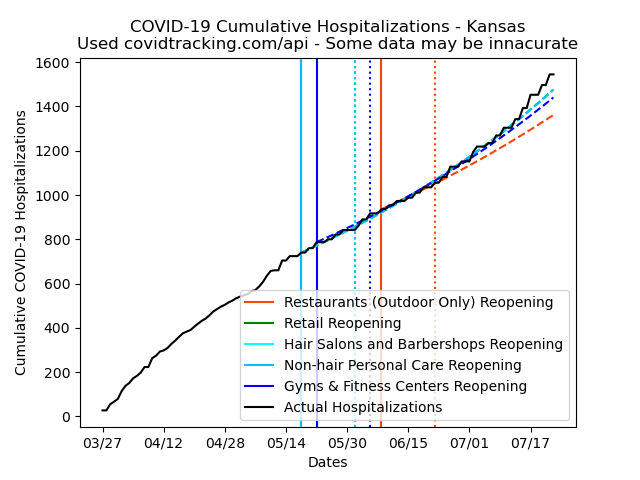 COVID-19 Cumulative Hospitalizations - Kansas
Used covidtracking.com/api - Some data may be innacurate
Cumulative COVID-19 Hospitalizations
1600
1400
1200
1000
800
600
400
200
0
Restaurants (Outdoor Only) Reopening
Retail Reopening
Hair Salons and Barbershops Reopening
Non-hair Personal Care Reopening
Gyms & Fitness Centers Reopening
Actual Hospitalizations
03/27 04/12 04/28 05/14 05/30 06/15 07/01 07/17
Dates